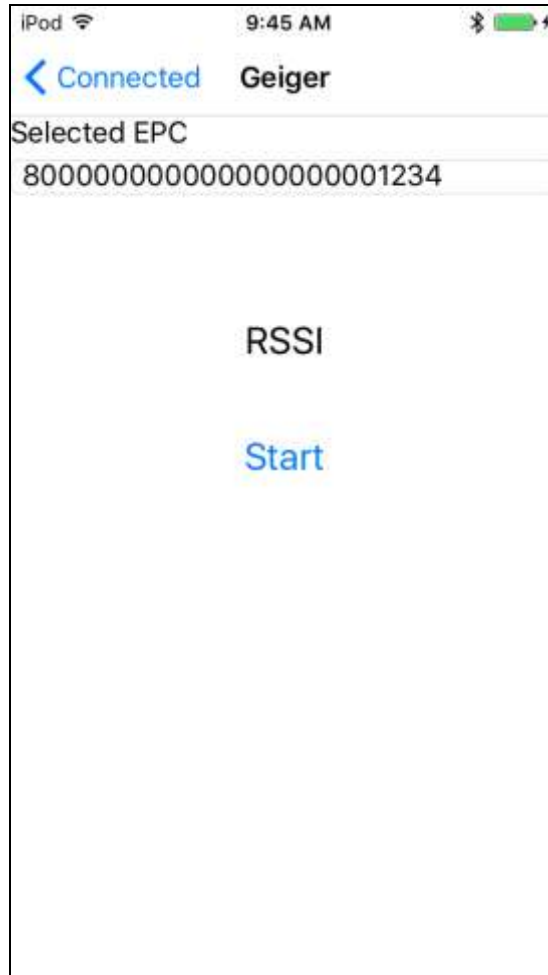 iPod 9:45 AM
Connected Geiger
Selected EPC
800000000000000000001234
RSSI
Start